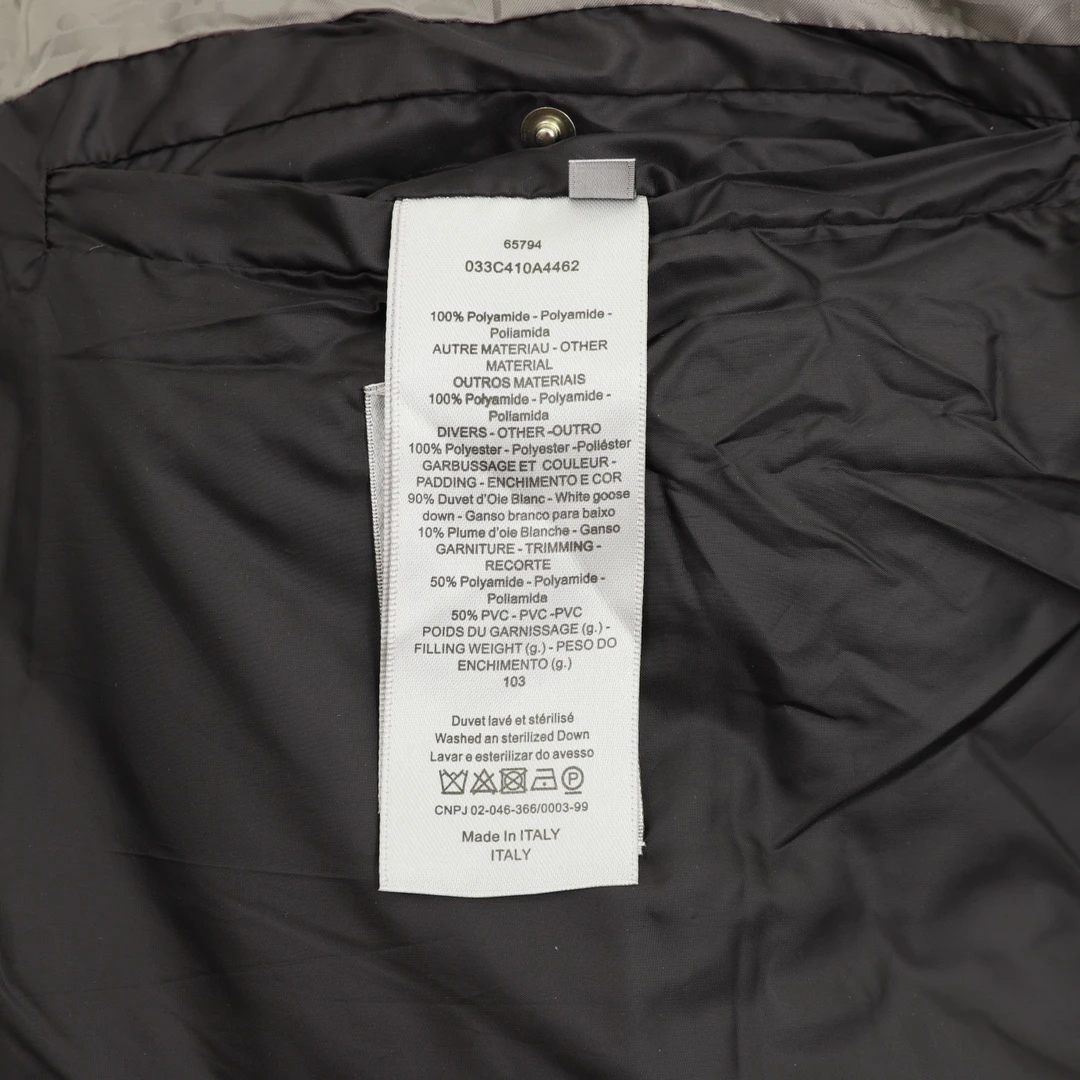 65794
033C410A4462
100% Polyamide - Polyamide -
Poliamida
AUTRE MATERIAU - OTHER
MATERIAL
OUTROS MATERIAIS
100% Polyamide - Polyamide -
Poliamida
DIVERS - OTHER -OUTRO
100% Polyester - Polyester -Poliéster
GARBUSSAGE ET COULEUR -
PADDING - ENCHIMENTO E COR
90% Duvet d'Oie Blanc - White goose
down - Ganso branco para baixo
10% Plume d'oie Blanche - Ganso
GARNITURE - TRIMMING -
RECORTE
50% Polyamide - Polyamide -
Poliamida
50% PVC - PVC -PVC
POIDS DU GARNISSAGE (g.) -
FILLING WEIGHT (g.) - PESO DO
ENCHIMENTO (g.)
103
Duvet lavé et stérilisé
Washed an sterilized Down
Lavar e esterilizar do avesso
P
CNPJ 02-046-366/0003-99
Made In ITALY
ITALY